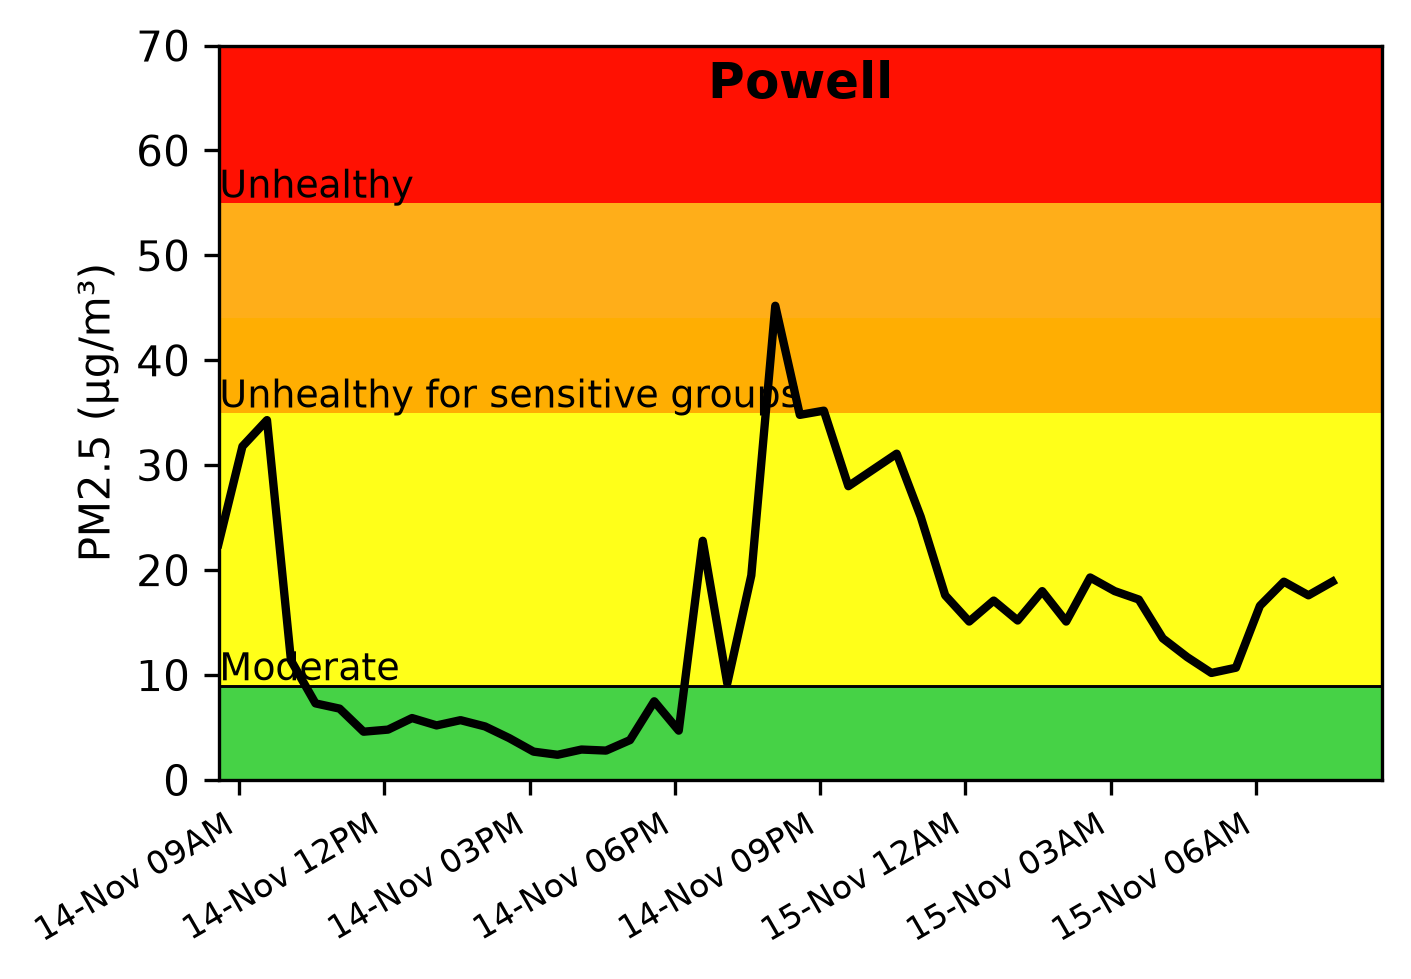 Powell
70
60
50
40
30
20
10
0
PM2.5 (µg/m³)
Unhealthy
Unhealthy for sensitive groups
Moderate
14-Nov 09AM
14-Nov 12PM
14-Nov 03PM
14-Nov 06PM
14-Nov 09PM
15-Nov 12AM
15-Nov 03AM
15-Nov 06AM